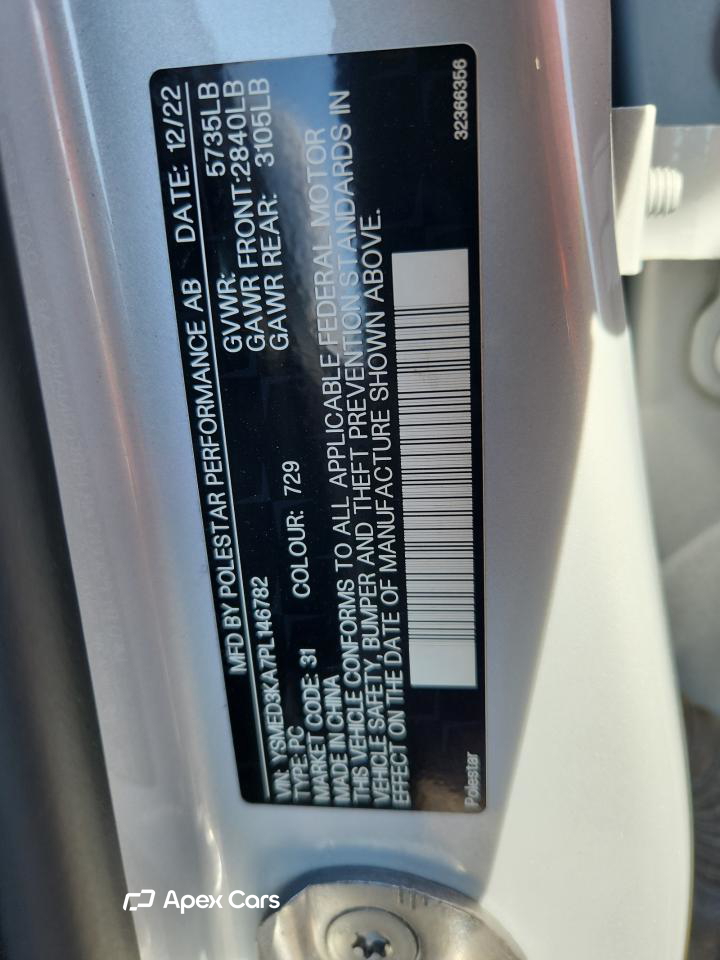 MFD BY POLESTAR PERFORMANCE AB DATE: 12/22
GVWR: 5735LB
GAWR FRONT:2840LB
GAWR REAR: 3105LB
VIN: YSMED3KA7PL146782
TYPE: PC
MARKET CODE: 31 COLOUR: 729
MADE IN CHINA
THIS VEHICLE CONFORMS TO ALL APPLICABLE FEDERAL MOTOR
VEHICLE SAFETY, BUMPER AND THEFT PREVENTION STANDARDS IN
EFFECT ON THE DATE OF MANUFACTURE SHOWN ABOVE.
Polestar
32366356
Apex Cars